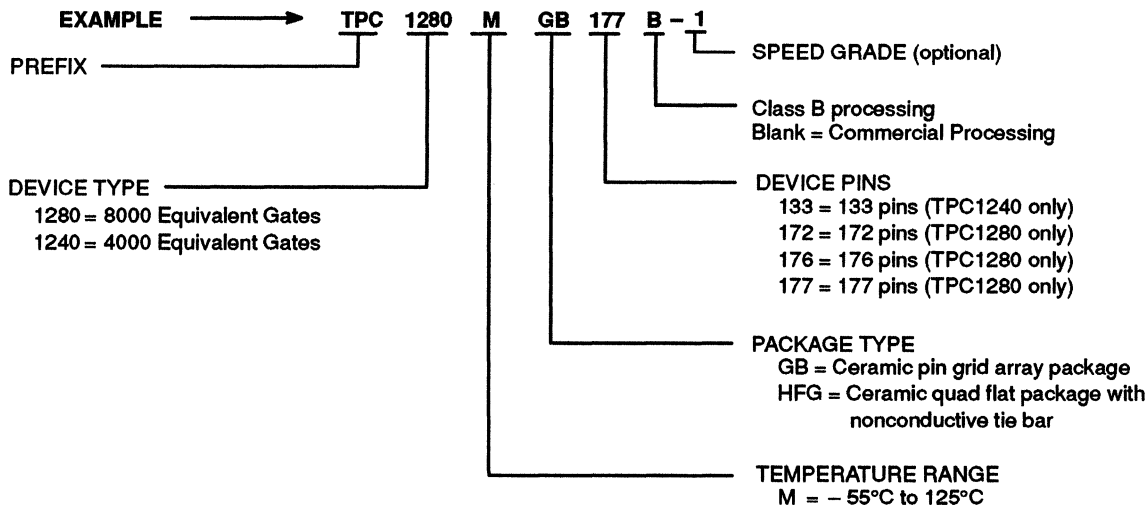 EXAMPLE TPC 1280 M GB 177 B - 1
SPEED GRADE (optional)
PREFIX
Class B processing
Blank = Commercial Processing
DEVICE TYPE
1280 = 8000 Equivalent Gates
1240 = 4000 Equivalent Gates
DEVICE PINS
133 = 133 pins (TPC1240 only)
172 = 172 pins (TPC1280 only)
176 = 176 pins (TPC1280 only)
177 = 177 pins (TPC1280 only)
PACKAGE TYPE
GB = Ceramic pin grid array package
HFG = Ceramic quad flat package with
nonconductive tie bar
TEMPERATURE RANGE
M = – 55°C to 125°C